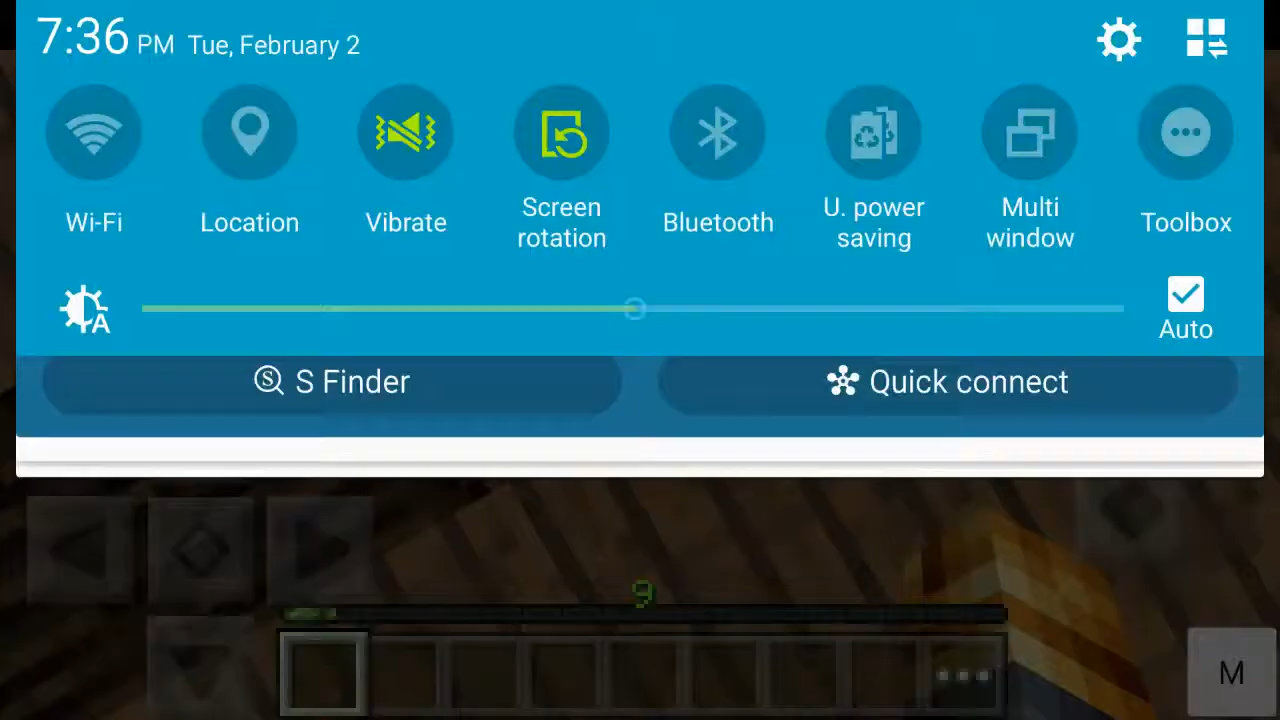 7:36 PM Tue, February 2
Wi-Fi
Location
Vibrate
Screen rotation
Bluetooth
U. power saving
Multi window
Toolbox
A
Auto
S Finder
Quick connect
9
M